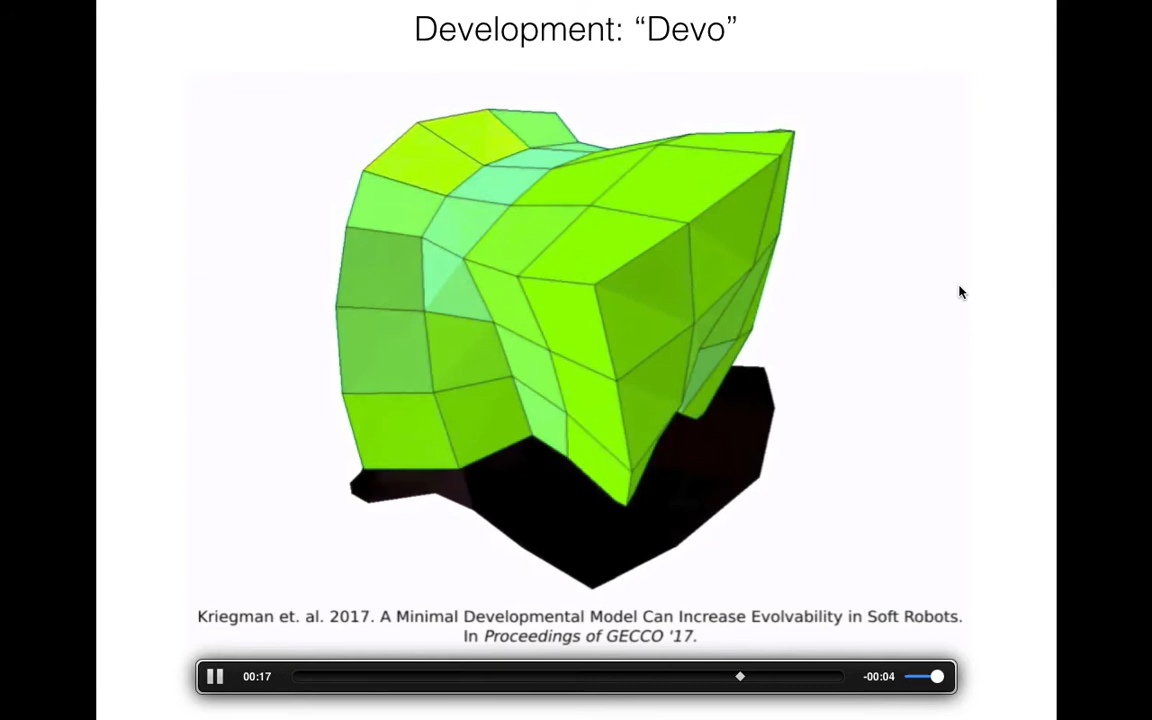 Development: “Devo”
Kriegman et. al. 2017. A Minimal Developmental Model Can Increase Evolvability in Soft Robots.
In Proceedings of GECCO '17.
00:17
-00:04